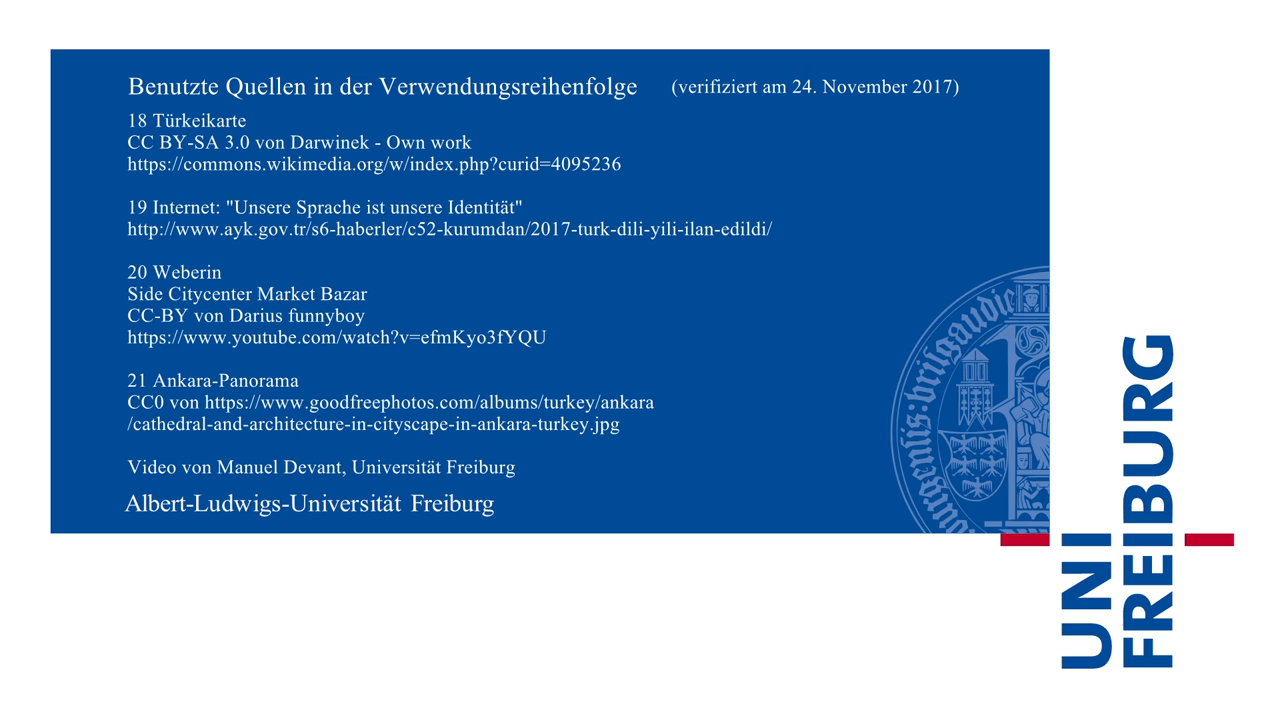 Benutzte Quellen in der Verwendungsreihenfolge (verifiziert am 24. November 2017)
18 Türkeikarte
CC BY-SA 3.0 von Darwinek - Own work
https://commons.wikimedia.org/w/index.php?curid=4095236
19 Internet: "Unsere Sprache ist unsere Identität"
http://www.ayk.gov.tr/s6-haberler/c52-kurumdan/2017-turk-dili-yili-ilan-edildi/
20 Weberin
Side Citycenter Market Bazar
CC-BY von Darius funnyboy
https://www.youtube.com/watch?v=efmKyo3fYQU
21 Ankara-Panorama
CC0 von https://www.goodfreephotos.com/albums/turkey/ankara
/cathedral-and-architecture-in-cityscape-in-ankara-turkey.jpg
Video von Manuel Devant, Universität Freiburg
Albert-Ludwigs-Universität Freiburg
UNI
FREIBURG